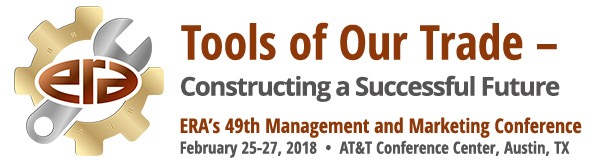 era
Tools of Our Trade –
Constructing a Successful Future
ERA's 49th Management and Marketing Conference
February 25-27, 2018 • AT&T Conference Center, Austin, TX